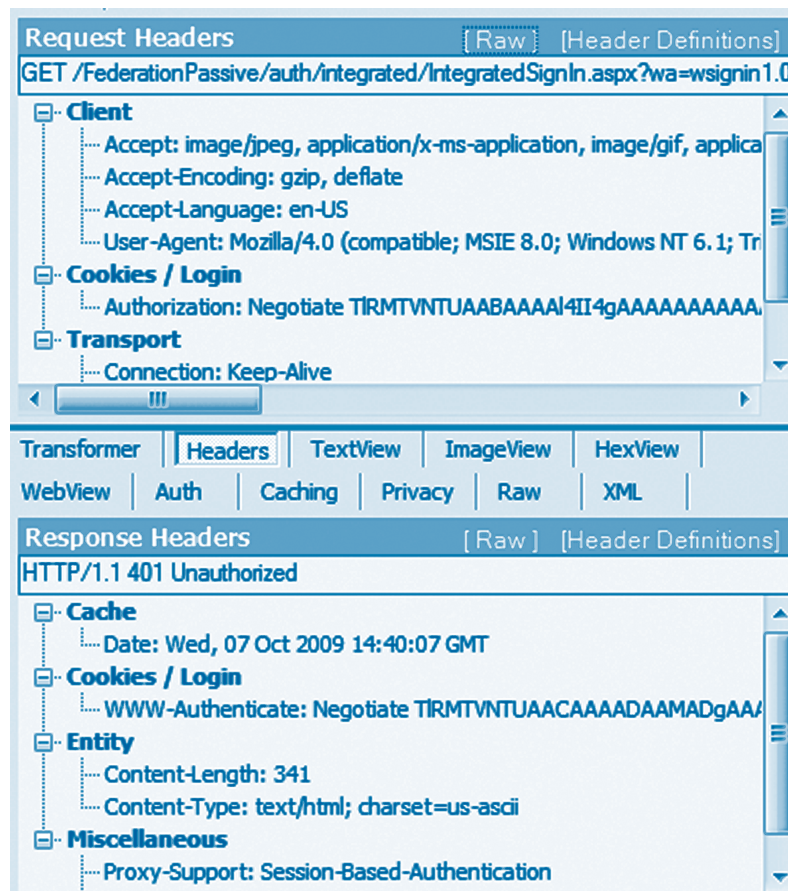 Request Headers [ Raw ] [Header Definitions]
GET /FederationPassive/auth/integrated/IntegratedSignIn.aspx?wa=wsignin1.0
Client
Accept: image/jpeg, application/x-ms-application, image/gif, applica
Accept-Encoding: gzip, deflate
Accept-Language: en-US
User-Agent: Mozilla/4.0 (compatible; MSIE 8.0; Windows NT 6.1; Tri
Cookies / Login
Authorization: Negotiate TlRMTVNTUAABAAAAl4II4gAAAAAAAAAAA
Transport
Connection: Keep-Alive
Transformer Headers TextView ImageView HexView
WebView Auth Caching Privacy Raw XML
Response Headers [ Raw ] [Header Definitions]
HTTP/1.1 401 Unauthorized
Cache
Date: Wed, 07 Oct 2009 14:40:07 GMT
Cookies / Login
WWW-Authenticate: Negotiate TlRMTVNTUAACAAAADAAMADgAAA
Entity
Content-Length: 341
Content-Type: text/html; charset=us-ascii
Miscellaneous
Proxy-Support: Session-Based-Authentication